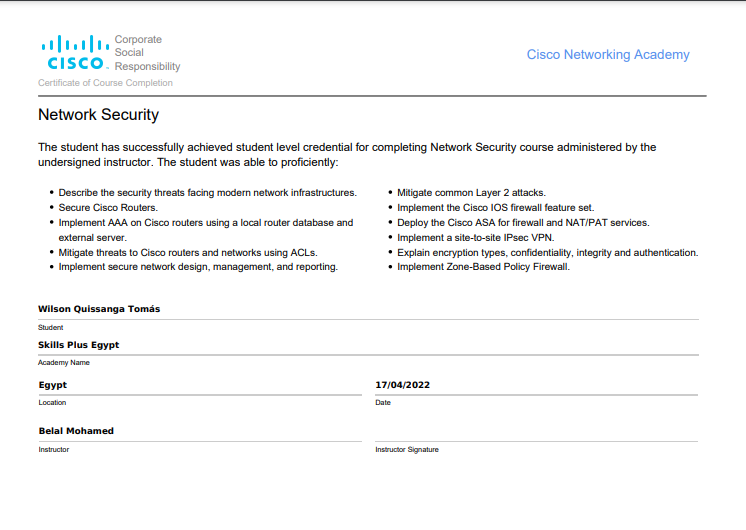 Corporate
Social
Responsibility
CISCO
Cisco Networking Academy
Certificate of Course Completion
Network Security
The student has successfully achieved student level credential for completing Network Security course administered by the
undersigned instructor. The student was able to proficiently:
• Describe the security threats facing modern network infrastructures.
• Secure Cisco Routers.
• Implement AAA on Cisco routers using a local router database and
external server.
• Mitigate threats to Cisco routers and networks using ACLs.
• Implement secure network design, management, and reporting.
• Mitigate common Layer 2 attacks.
• Implement the Cisco IOS firewall feature set.
• Deploy the Cisco ASA for firewall and NAT/PAT services.
• Implement a site-to-site IPsec VPN.
• Explain encryption types, confidentiality, integrity and authentication.
• Implement Zone-Based Policy Firewall.
Wilson Quissanga Tomás
Student
Skills Plus Egypt
Academy Name
Egypt
Location
17/04/2022
Date
Belal Mohamed
Instructor
Instructor Signature